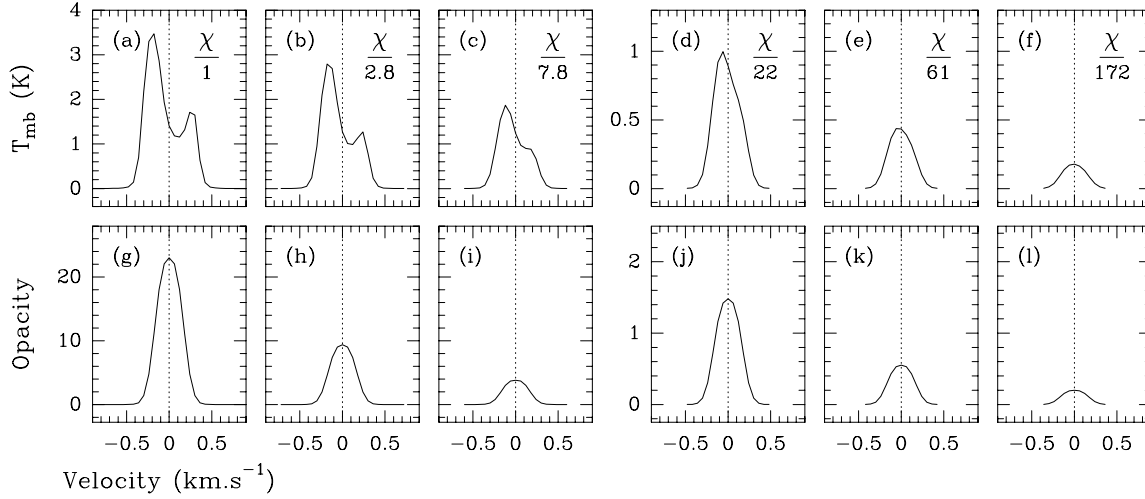 (a) χ/1 (b) χ/2.8 (c) χ/7.8 (d) χ/22 (e) χ/61 (f) χ/172
4
3
2
1
0
1
0.5
0
T_mb (K)
(g) (h) (i) (j) (k) (l)
20
10
0
2
1
0
Opacity
−0.5 0 0.5 −0.5 0 0.5 −0.5 0 0.5 −0.5 0 0.5 −0.5 0 0.5 −0.5 0 0.5
Velocity (km.s⁻¹)